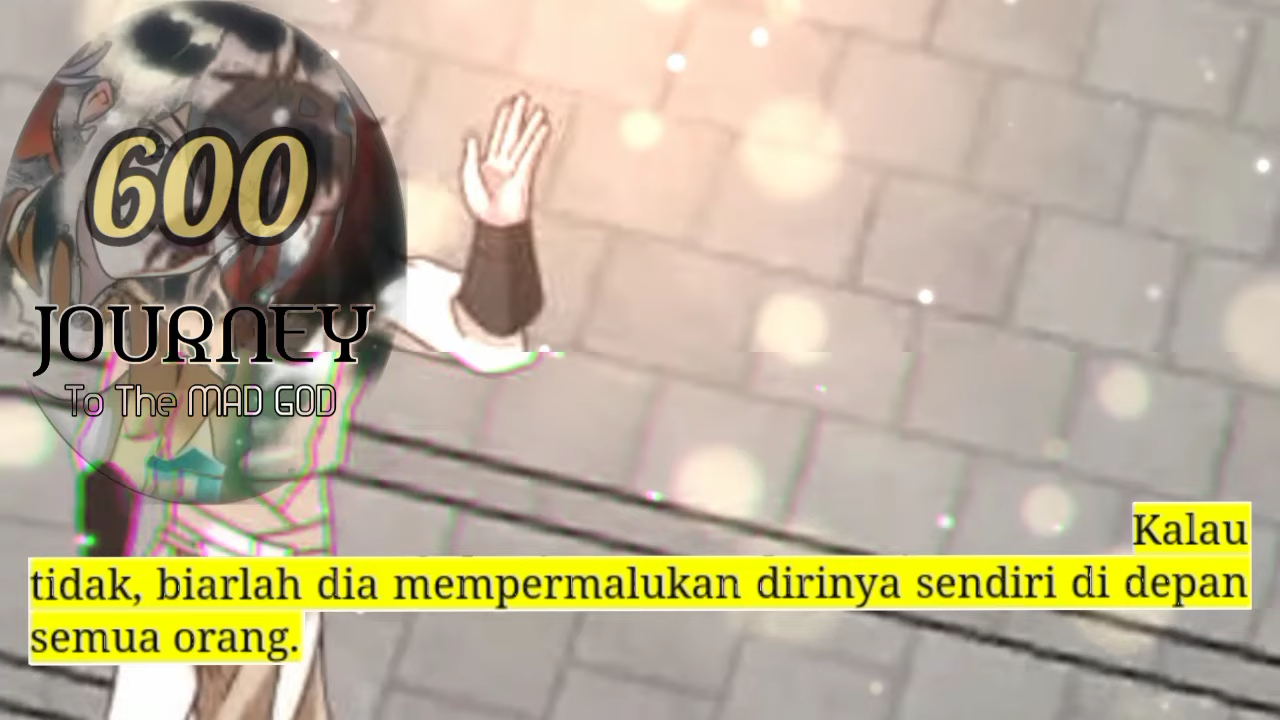 600
JOURNEY
To The MAD GOD
Kalau
tidak, biarlah dia mempermalukan dirinya sendiri di depan
semua orang.